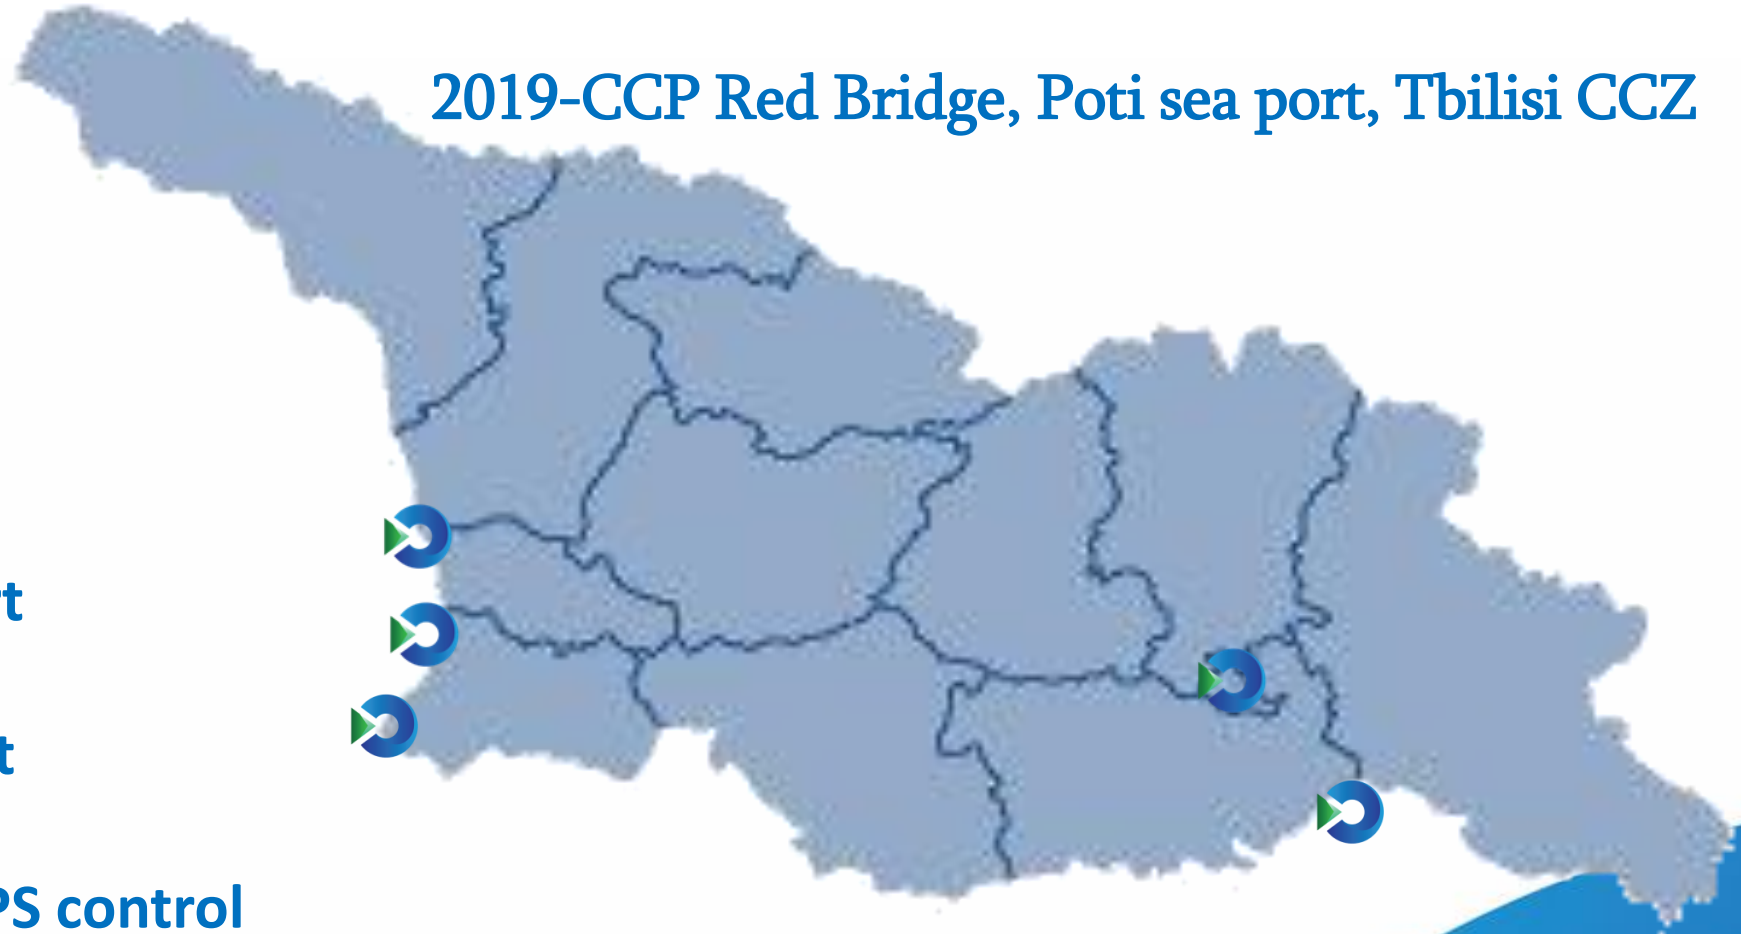 2019-CCP Red Bridge, Poti sea port, Tbilisi CCZ
t
PS control